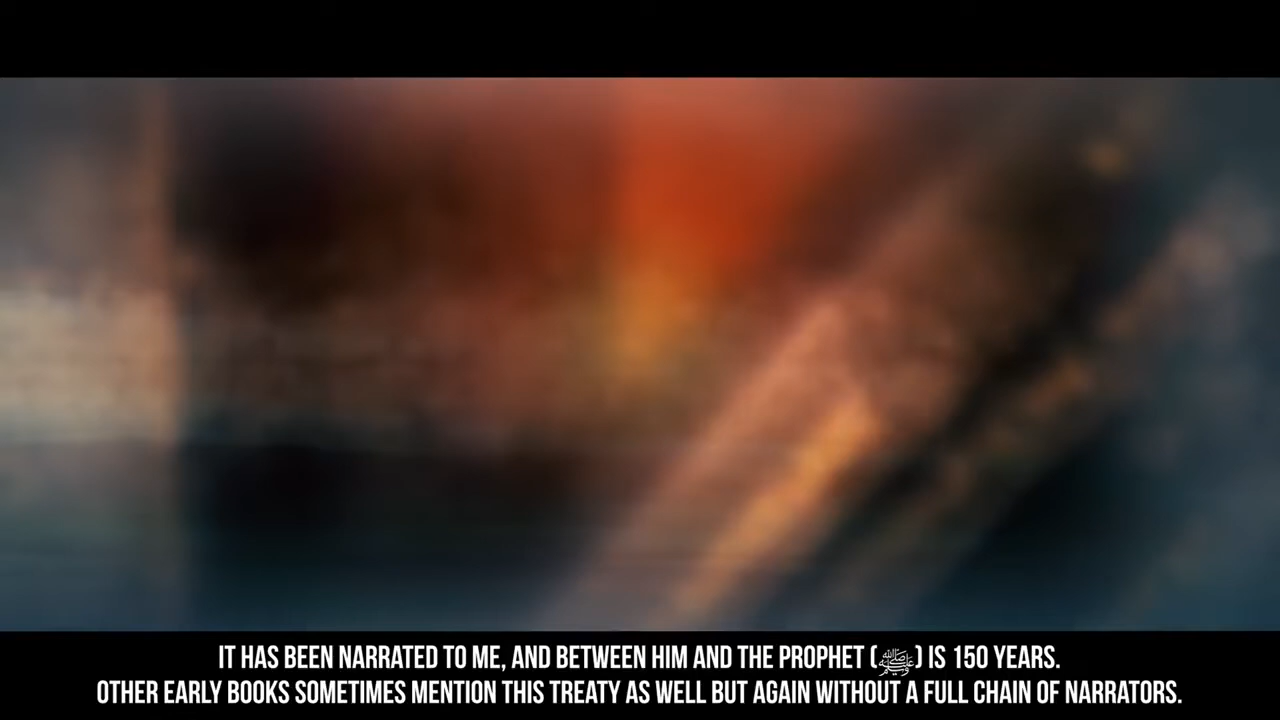 IT HAS BEEN NARRATED TO ME, AND BETWEEN HIM AND THE PROPHET (ﷺ) IS 150 YEARS.
OTHER EARLY BOOKS SOMETIMES MENTION THIS TREATY AS WELL BUT AGAIN WITHOUT A FULL CHAIN OF NARRATORS.